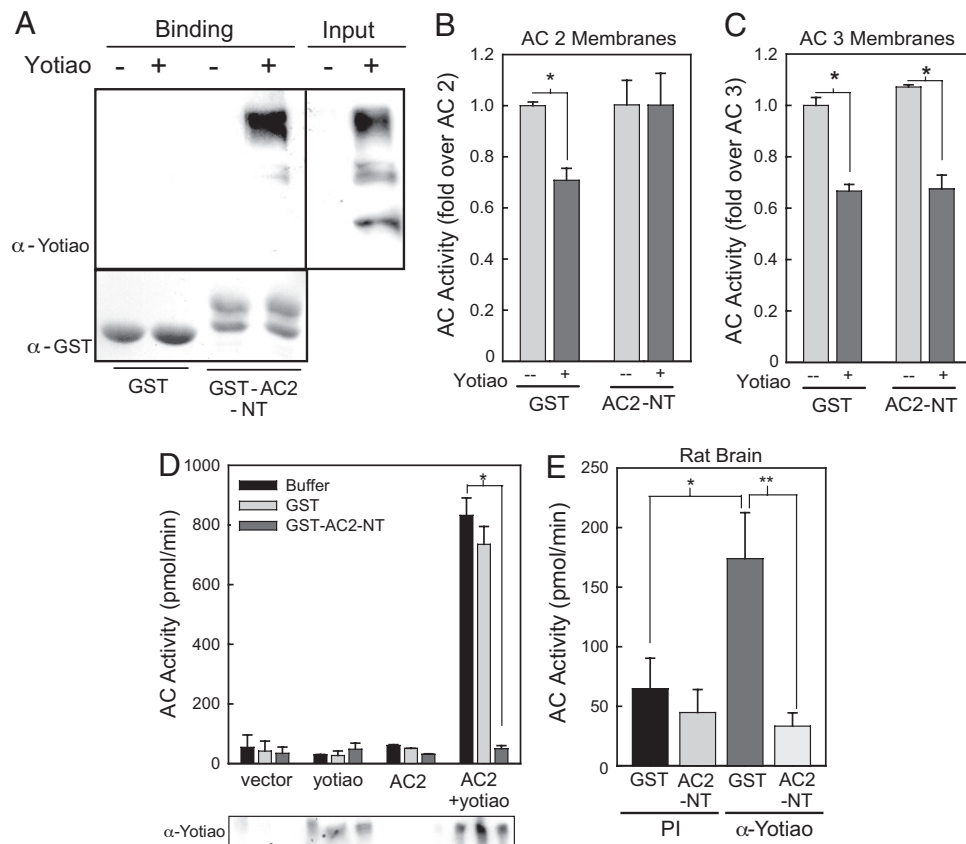 A
Binding Input
Yotiao - + - + - +
α-Yotiao
α-GST
GST GST-AC2
-NT
B
AC 2 Membranes
AC Activity (fold over AC 2)
1.2
1.0
0.8
0.6
0.4
0.2
0
*
Yotiao -- + -- +
GST AC2-NT
C
AC 3 Membranes
AC Activity (fold over AC 3)
1.2
1.0
0.8
0.6
0.4
0.2
0
* *
Yotiao -- + -- +
GST AC2-NT
D
AC Activity (pmol/min)
1000
800
600
400
200
0
Buffer
GST
GST-AC2-NT
*
vector yotiao AC2 AC2
+yotiao
α-Yotiao
E
Rat Brain
AC Activity (pmol/min)
250
200
150
100
50
0
* **
GST AC2
-NT GST AC2
-NT
PI α-Yotiao